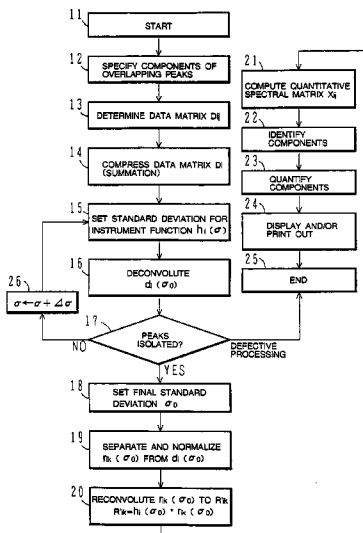 11
START
12
SPECIFY COMPONENTS OF
OVERLAPPING PEAKS
13
DETERMINE DATA MATRIX Dij
14
COMPRESS DATA MATRIX Di
(SUMMATION)
15
SET STANDARD DEVIATION FOR
INSTRUMENT FUNCTION hi(σ)
16
DECONVOLUTE
di(σ0)
26
σ←σ+Δσ
17
PEAKS
ISOLATED?
NO
YES
DEFECTIVE
PROCESSING
18
SET FINAL STANDARD
DEVIATION σ0
19
SEPARATE AND NORMALIZE
rik(σ0) FROM di(σ0)
20
RECONVOLUTE rik(σ0) TO R'ik
R'ik=hi(σ0)*rik(σ0)
21
COMPUTE QUANTITATIVE
SPECTRAL MATRIX Xij
22
IDENTIFY
COMPONENTS
23
QUANTIFY
COMPONENTS
24
DISPLAY AND/OR
PRINT OUT
25
END